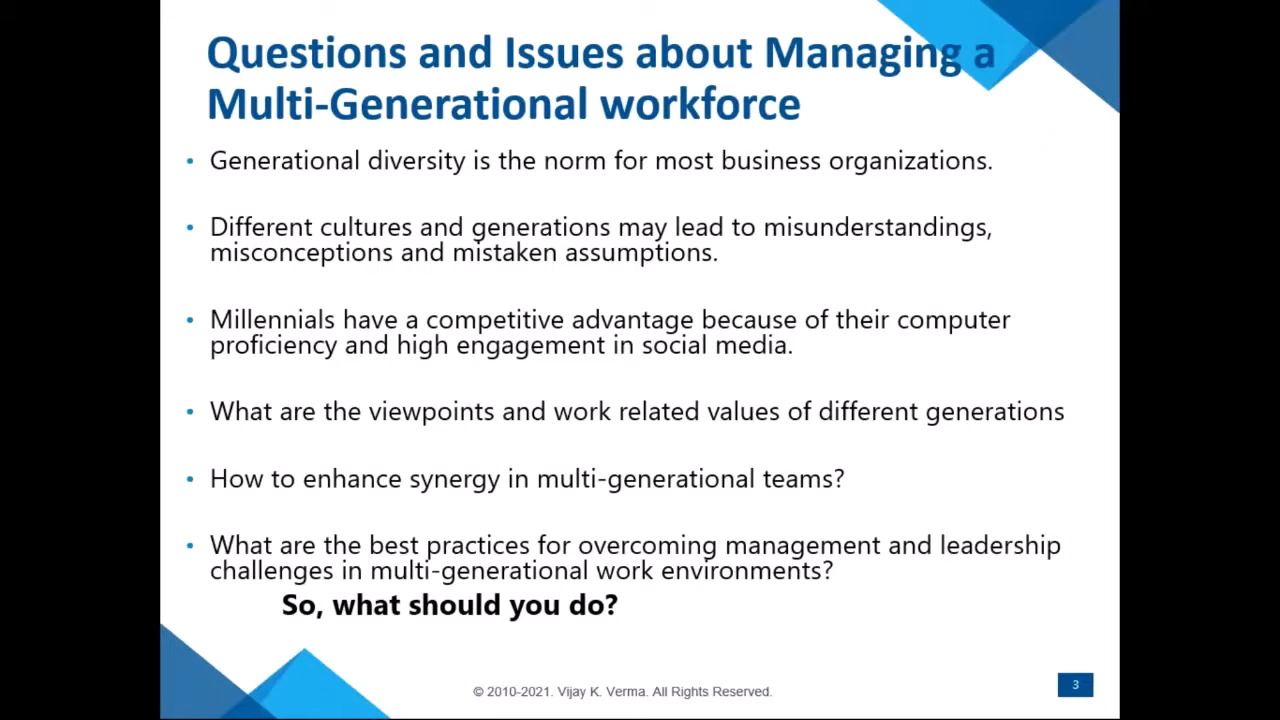 Questions and Issues about Managing a
Multi-Generational workforce
• Generational diversity is the norm for most business organizations.
• Different cultures and generations may lead to misunderstandings,
misconceptions and mistaken assumptions.
• Millennials have a competitive advantage because of their computer
proficiency and high engagement in social media.
• What are the viewpoints and work related values of different generations
• How to enhance synergy in multi-generational teams?
• What are the best practices for overcoming management and leadership
challenges in multi-generational work environments?
So, what should you do?
© 2010-2021. Vijay K. Verma. All Rights Reserved.
3